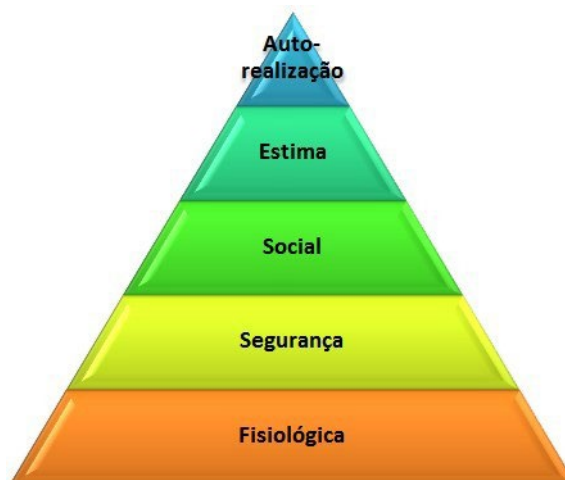 Auto-
realização
Estima
Social
Segurança
Fisiológica